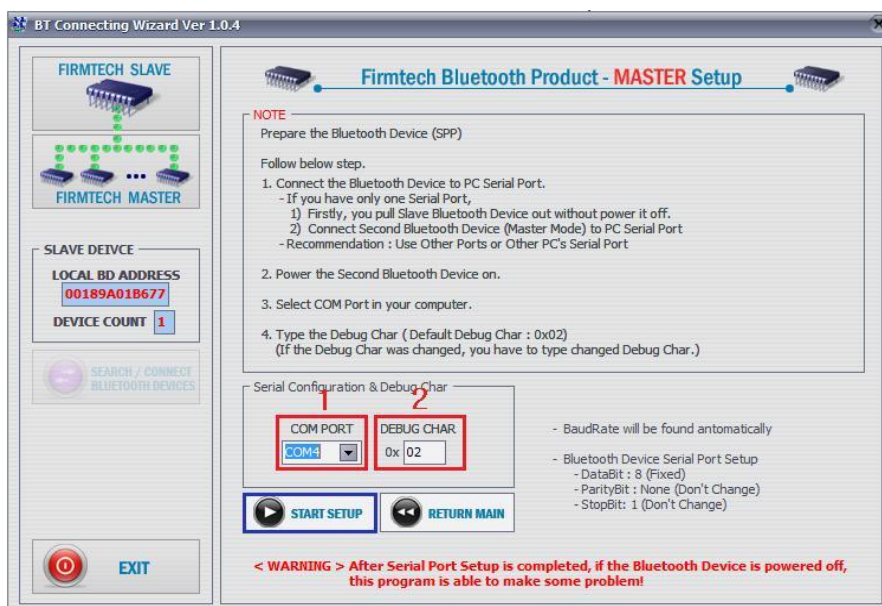 BT Connecting Wizard Ver 1.0.4
FIRMTECH SLAVE
FIRMTECH MASTER
SLAVE DEIVCE
LOCAL BD ADDRESS
00189A01B677
DEVICE COUNT 1
SEARCH / CONNECT
BLUETOOTH DEVICES
EXIT
Firmtech Bluetooth Product - MASTER Setup
NOTE
Prepare the Bluetooth Device (SPP)
Follow below step.
1. Connect the Bluetooth Device to PC Serial Port.
- If you have only one Serial Port,
1) Firstly, you pull Slave Bluetooth Device out without power it off.
2) Connect Second Bluetooth Device (Master Mode) to PC Serial Port
- Recommendation : Use Other Ports or Other PC's Serial Port
2. Power the Second Bluetooth Device on.
3. Select COM Port in your computer.
4. Type the Debug Char ( Default Debug Char : 0x02)
(If the Debug Char was changed, you have to type changed Debug Char.)
Serial Configuration & Debug Char
1 2
COM PORT DEBUG CHAR
COM4 0x 02
START SETUP RETURN MAIN
- BaudRate will be found antomatically
- Bluetooth Device Serial Port Setup
- DataBit : 8 (Fixed)
- ParityBit : None (Don't Change)
- StopBit: 1 (Don't Change)
< WARNING > After Serial Port Setup is completed, if the Bluetooth Device is powered off,
this program is able to make some problem!